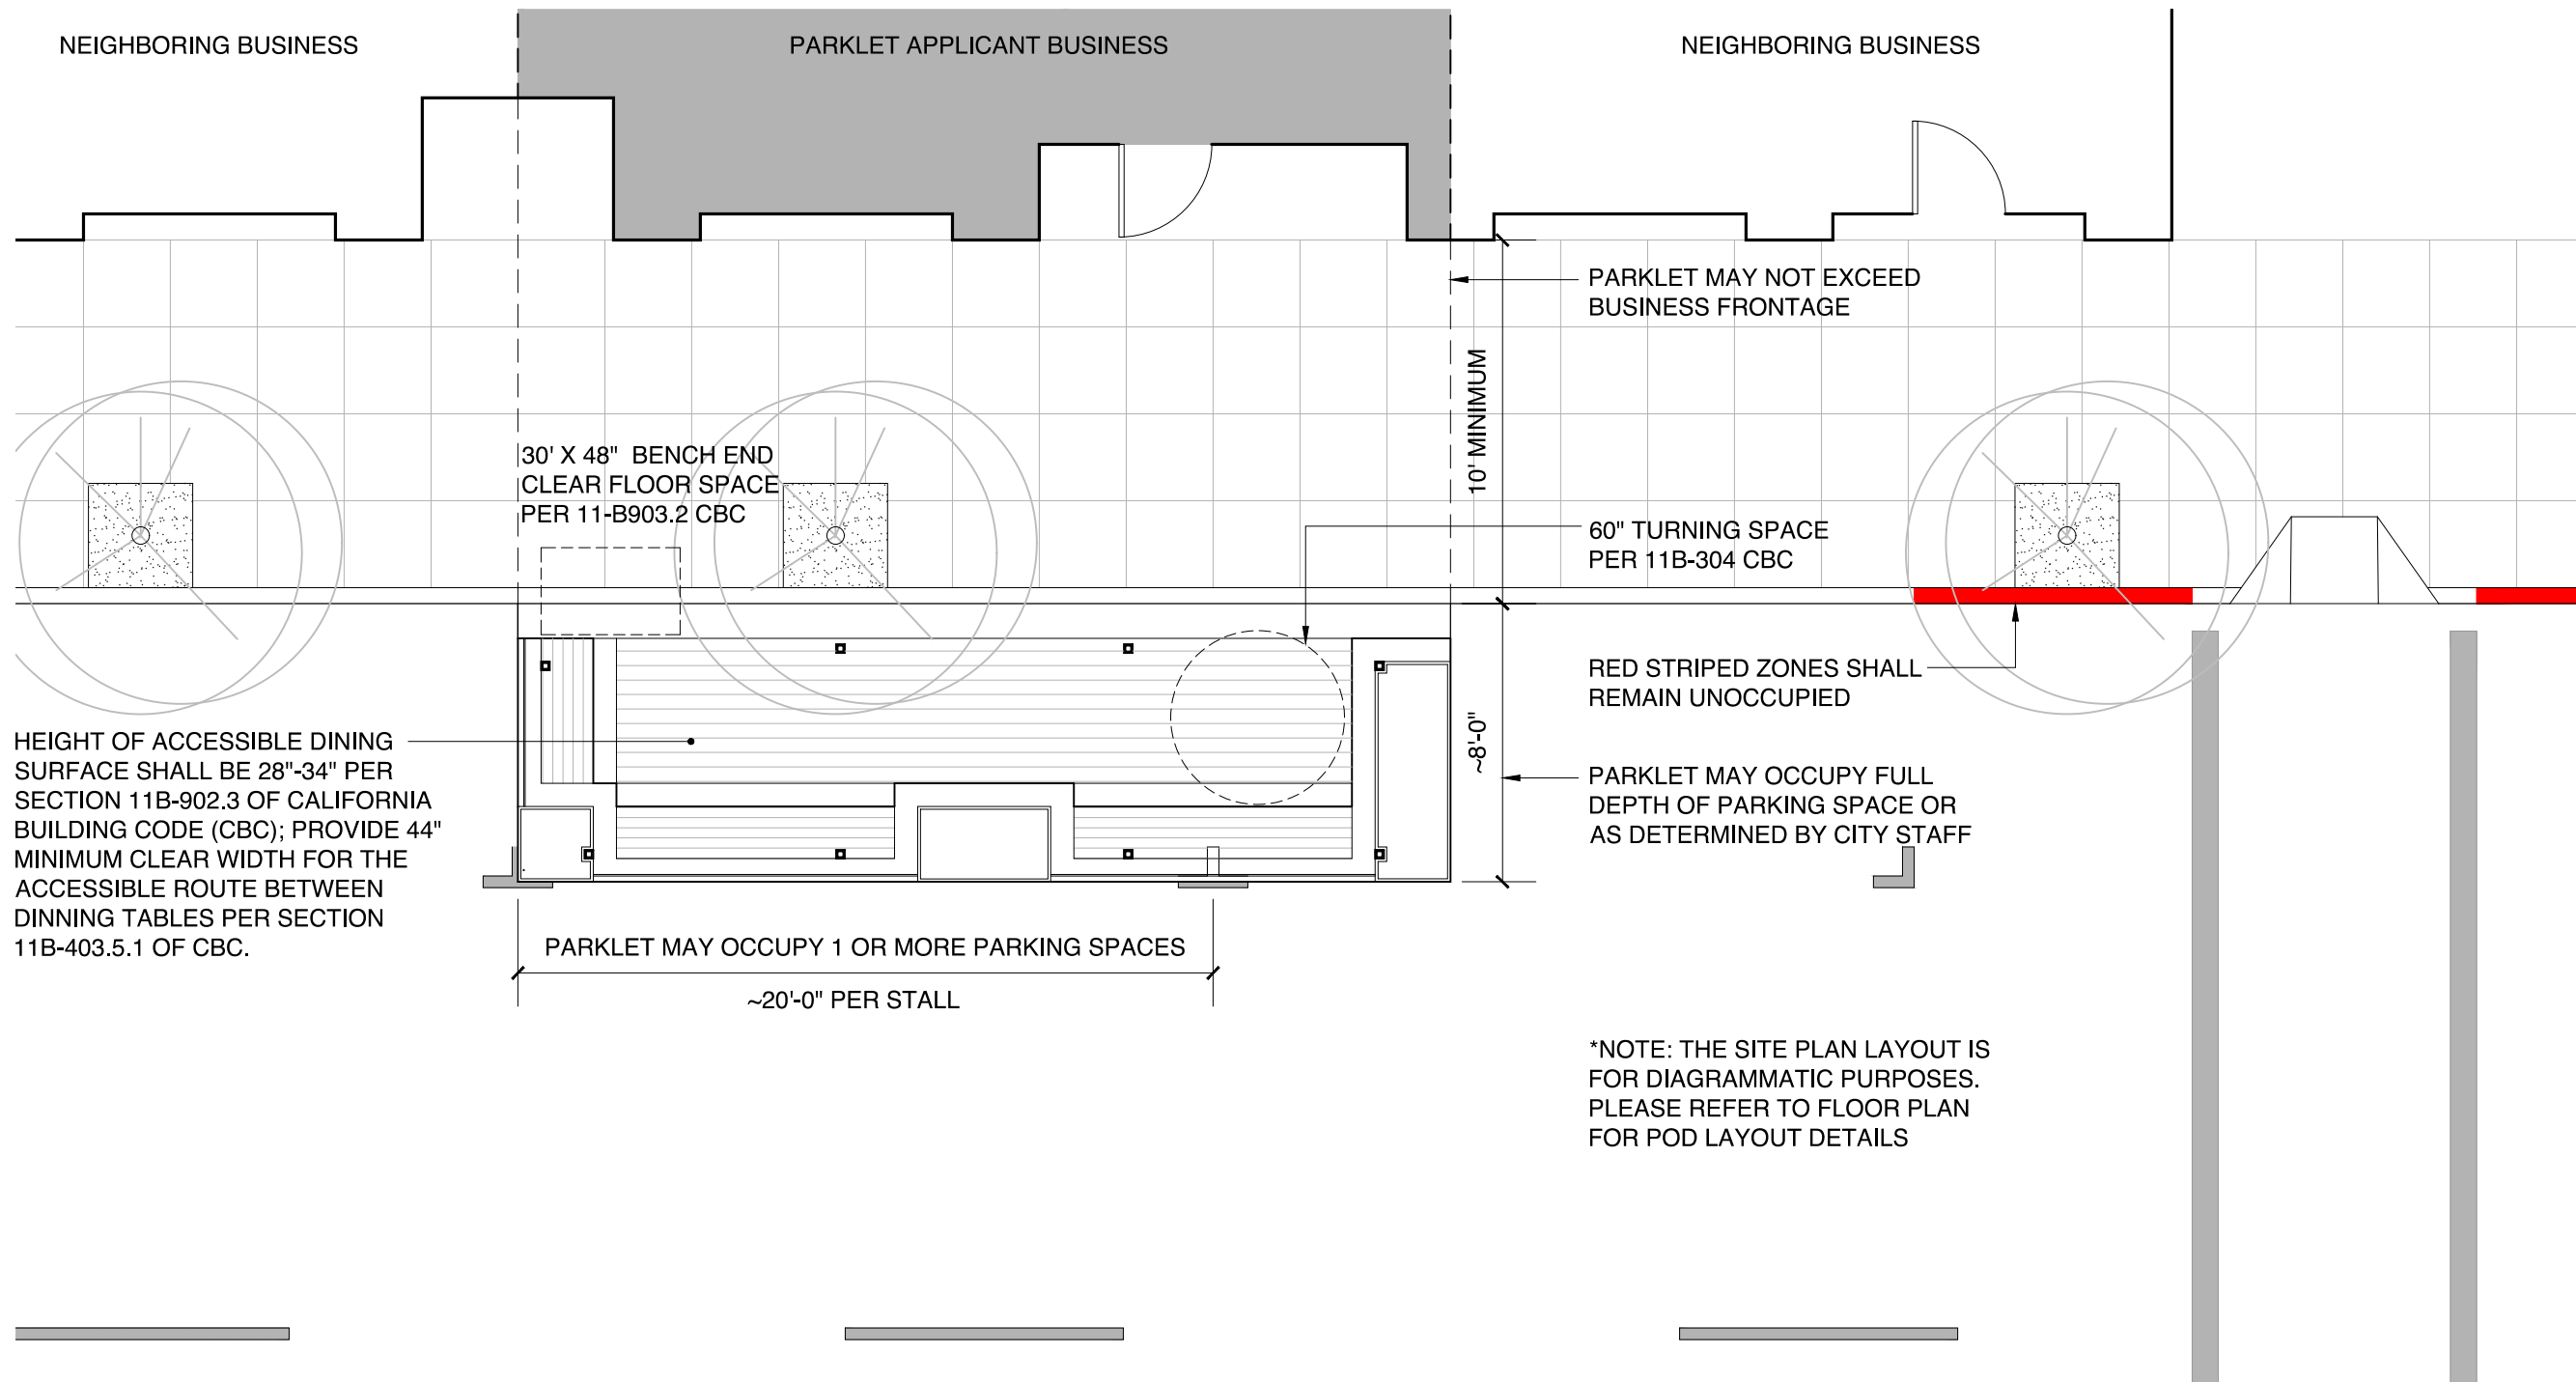 NEIGHBORING BUSINESS
PARKLET APPLICANT BUSINESS
NEIGHBORING BUSINESS
PARKLET MAY NOT EXCEED
BUSINESS FRONTAGE
10' MINIMUM
30' X 48" BENCH END
CLEAR FLOOR SPACE
PER 11-B903.2 CBC
60" TURNING SPACE
PER 11B-304 CBC
RED STRIPED ZONES SHALL
REMAIN UNOCCUPIED
~8'-0"
HEIGHT OF ACCESSIBLE DINING
SURFACE SHALL BE 28"-34" PER
SECTION 11B-902.3 OF CALIFORNIA
BUILDING CODE (CBC); PROVIDE 44"
MINIMUM CLEAR WIDTH FOR THE
ACCESSIBLE ROUTE BETWEEN
DINNING TABLES PER SECTION
11B-403.5.1 OF CBC.
PARKLET MAY OCCUPY FULL
DEPTH OF PARKING SPACE OR
AS DETERMINED BY CITY STAFF
PARKLET MAY OCCUPY 1 OR MORE PARKING SPACES
~20'-0" PER STALL
*NOTE: THE SITE PLAN LAYOUT IS
FOR DIAGRAMMATIC PURPOSES.
PLEASE REFER TO FLOOR PLAN
FOR POD LAYOUT DETAILS